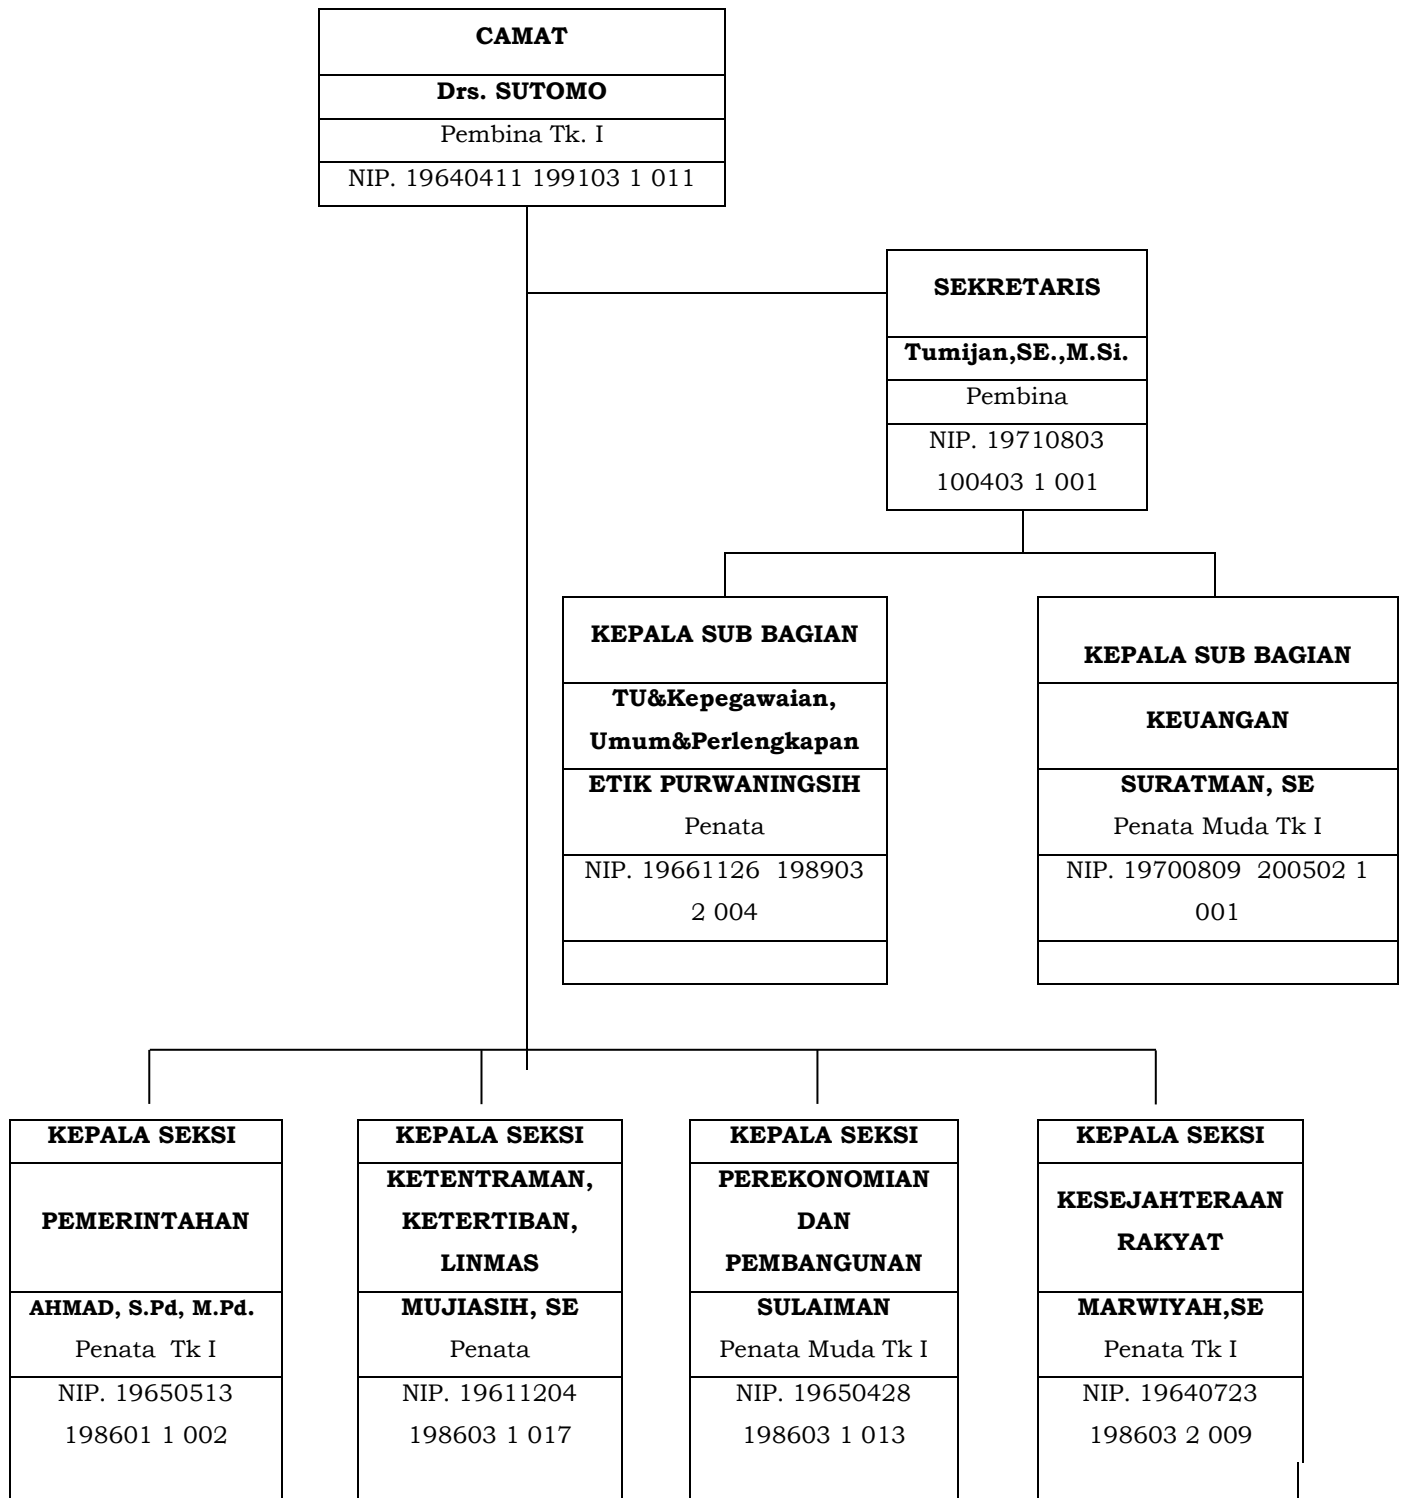 CAMAT
Drs. SUTOMO
Pembina Tk. I
NIP. 19640411 199103 1 011
SEKRETARIS
Tumijan,SE.,M.Si.
Pembina
NIP. 19710803
100403 1 001
KEPALA SUB BAGIAN
TU&Kepegawaian,
Umum&Perlengkapan
ETIK PURWANINGSIH
Penata
NIP. 19661126 198903
2 004
KEPALA SUB BAGIAN
KEUANGAN
SURATMAN, SE
Penata Muda Tk I
NIP. 19700809 200502 1
001
KEPALA SEKSI
PEMERINTAHAN
AHMAD, S.Pd, M.Pd.
Penata Tk I
NIP. 19650513
198601 1 002
KEPALA SEKSI
KETENTRAMAN,
KETERTIBAN,
LINMAS
MUJIASIH, SE
Penata
NIP. 19611204
198603 1 017
KEPALA SEKSI
PEREKONOMIAN
DAN
PEMBANGUNAN
SULAIMAN
Penata Muda Tk I
NIP. 19650428
198603 1 013
KEPALA SEKSI
KESEJAHTERAAN
RAKYAT
MARWIYAH,SE
Penata Tk I
NIP. 19640723
198603 2 009